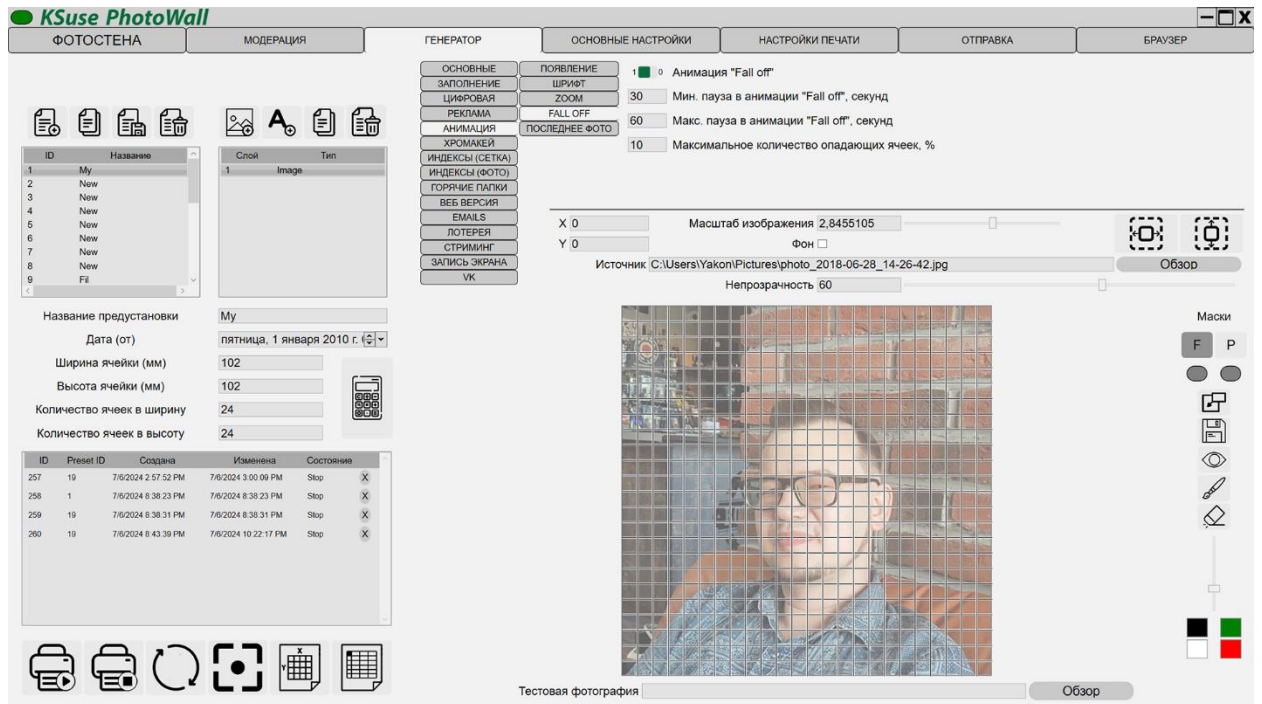 KSuse PhotoWall
ФОТОСТЕНА МОДЕРАЦИЯ ГЕНЕРАТОР ОСНОВНЫЕ НАСТРОЙКИ НАСТРОЙКИ ПЕЧАТИ ОТПРАВКА БРАУЗЕР
ID Название
1 My
2 New
3 New
4 New
5 New
6 New
7 New
8 New
9 Fil
Слой Тип
1 Image
Название предустановки My
Дата (от) пятница, 1 января 2010 г.
Ширина ячейки (мм) 102
Высота ячейки (мм) 102
Количество ячеек в ширину 24
Количество ячеек в высоту 24
ID Preset ID Создана Изменена Состояние
257 19 7/6/2024 2:57:52 PM 7/6/2024 3:00:09 PM Stop X
258 1 7/6/2024 8:38:23 PM 7/6/2024 8:38:23 PM Stop X
259 19 7/6/2024 8:38:31 PM 7/6/2024 8:38:31 PM Stop X
260 19 7/6/2024 8:43:39 PM 7/6/2024 10:22:17 PM Stop X
X
Y
ОСНОВНЫЕ
ЗАПОЛНЕНИЕ
ЦИФРОВАЯ
РЕКЛАМА
АНИМАЦИЯ
ХРОМАКЕЙ
ИНДЕКСЫ (СЕТКА)
ИНДЕКСЫ (ФОТО)
ГОРЯЧИЕ ПАПКИ
ВЕБ ВЕРСИЯ
EMAILS
ЛОТЕРЕЯ
СТРИМИНГ
ЗАПИСЬ ЭКРАНА
VK
ПОЯВЛЕНИЕ
ШРИФТ
ZOOM
FALL OFF
ПОСЛЕДНЕЕ ФОТО
1 0 Анимация "Fall off"
30 Мин. пауза в анимации "Fall off", секунд
60 Макс. пауза в анимации "Fall off", секунд
10 Максимальное количество опадающих ячеек, %
X 0 Масштаб изображения 2,8455105
Y 0 Фон
Источник C:\Users\Yakon\Pictures\photo_2018-06-28_14-26-42.jpg Обзор
Непрозрачность 60
Маски
F P
Тестовая фотография Обзор